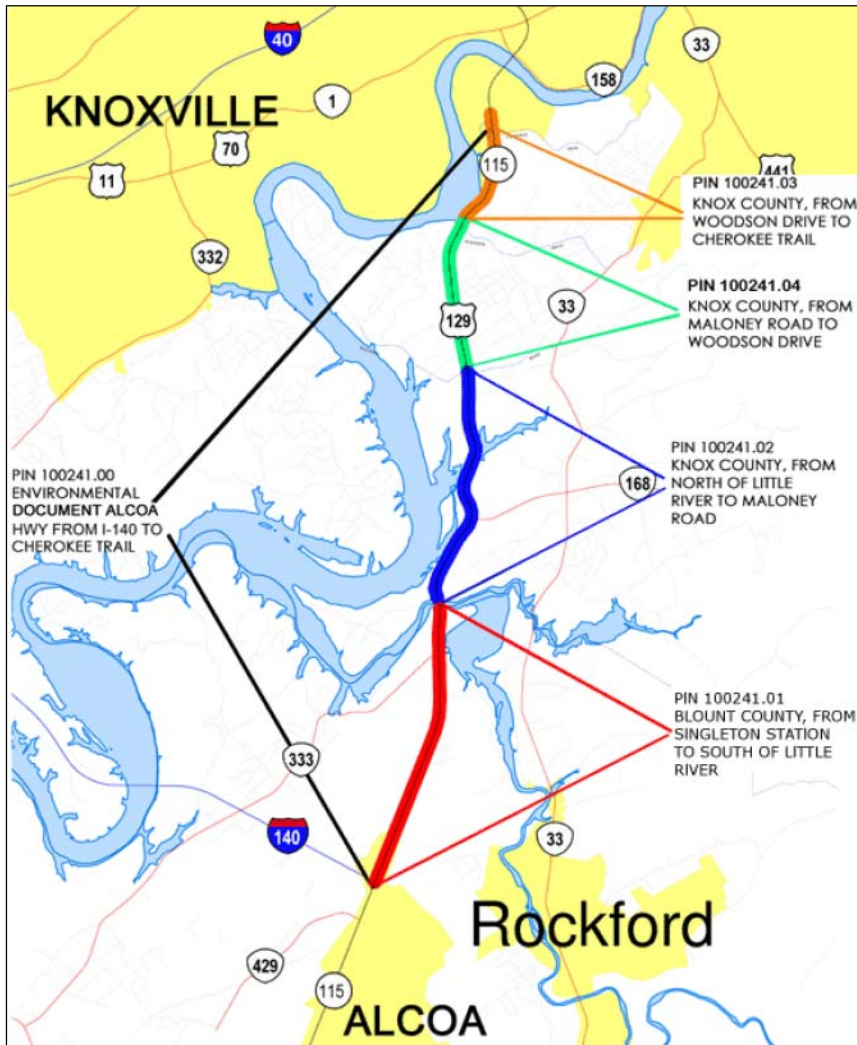 40
33
158
KNOXVILLE
1
70
11
441
115
PIN 100241.03
KNOX COUNTY, FROM
WOODSON DRIVE TO
CHEROKEE TRAIL
332
PIN 100241.04
KNOX COUNTY, FROM
MALONEY ROAD TO
WOODSON DRIVE
33
129
PIN 100241.02
KNOX COUNTY, FROM
NORTH OF LITTLE
RIVER TO MALONEY
ROAD
168
PIN 100241.00
ENVIRONMENTAL
DOCUMENT ALCOA
HWY FROM I-140 TO
CHEROKEE TRAIL
PIN 100241.01
BLOUNT COUNTY, FROM
SINGLETON STATION
TO SOUTH OF LITTLE
RIVER
333
140
33
Rockford
429
115
ALCOA